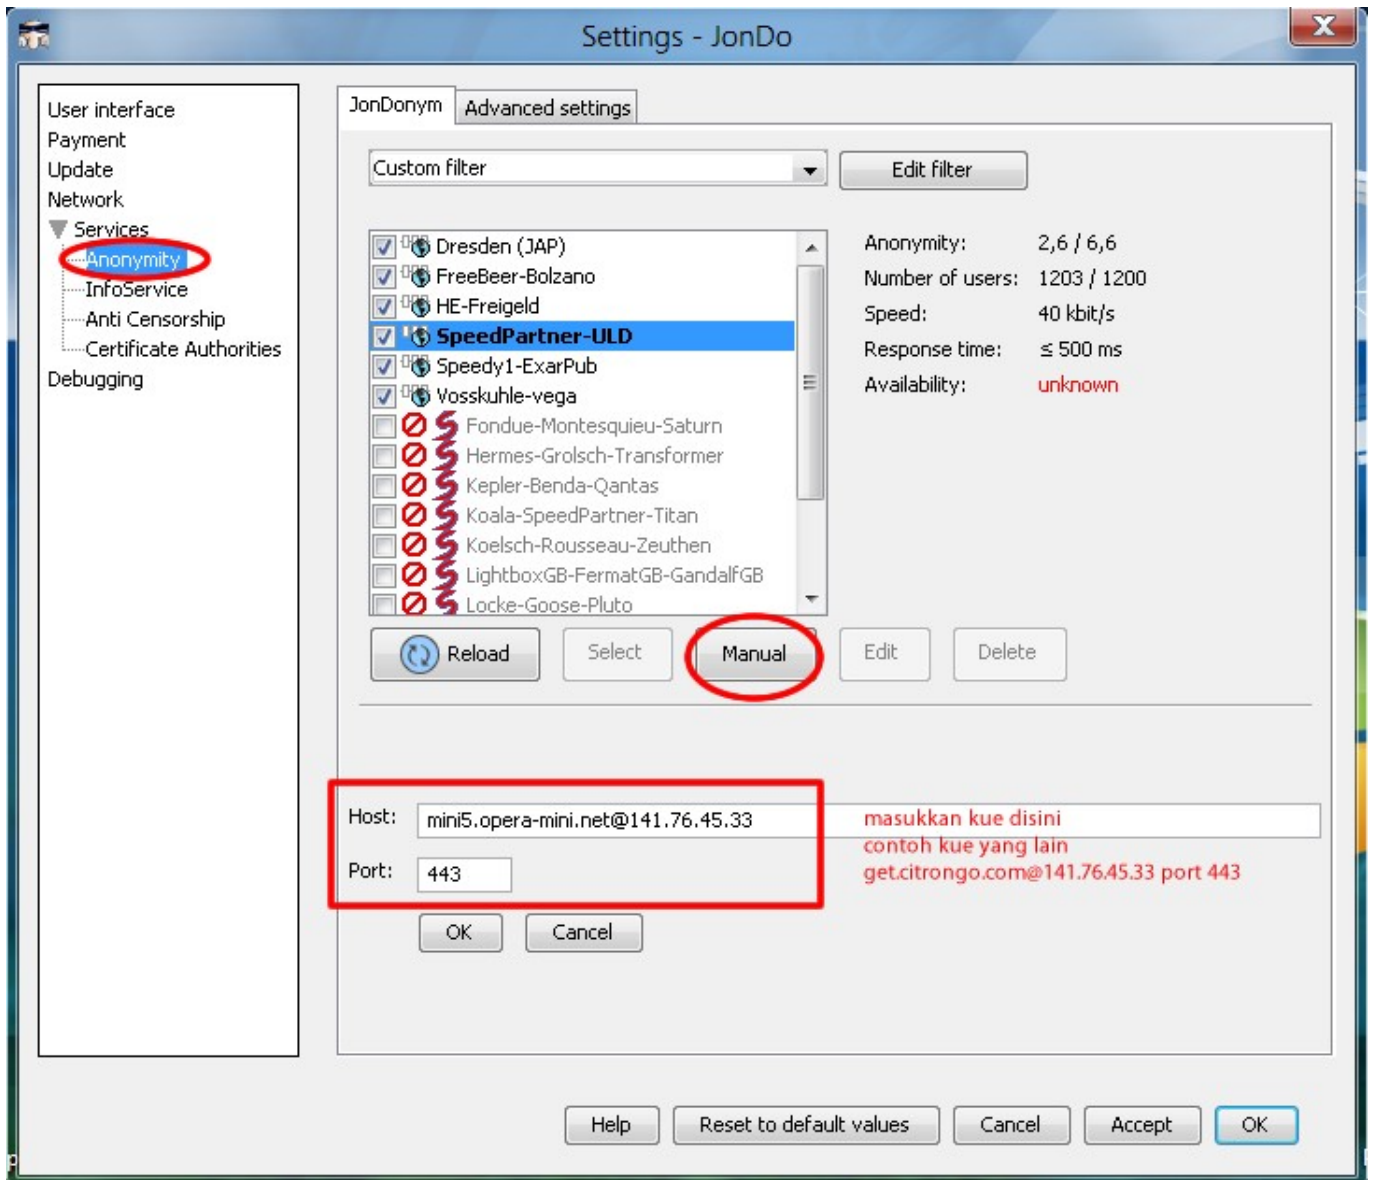 Settings - JonDo
User interface
Payment
Update
Network
Services
Anonymity
InfoService
Anti Censorship
Certificate Authorities
Debugging
JonDonym Advanced settings
Custom filter Edit filter
Dresden (JAP)
FreeBeer-Bolzano
HE-Freigeld
SpeedPartner-ULD
Speedy1-ExarPub
Vosskuhle-vega
Fondue-Montesquieu-Saturn
Hermes-Grolsch-Transformer
Kepler-Benda-Qantas
Koala-SpeedPartner-Titan
Koelsch-Rousseau-Zeuthen
LightboxGB-FermatGB-GandalfGB
Locke-Goose-Pluto
Anonymity: 2,6 / 6,6
Number of users: 1203 / 1200
Speed: 40 kbit/s
Response time: ≤ 500 ms
Availability: unknown
Reload Select Manual Edit Delete
Host: mini5.opera-mini.net@141.76.45.33
Port: 443
masukkan kue disini
contoh kue yang lain
get.citrongo.com@141.76.45.33 port 443
OK Cancel
Help Reset to default values Cancel Accept OK